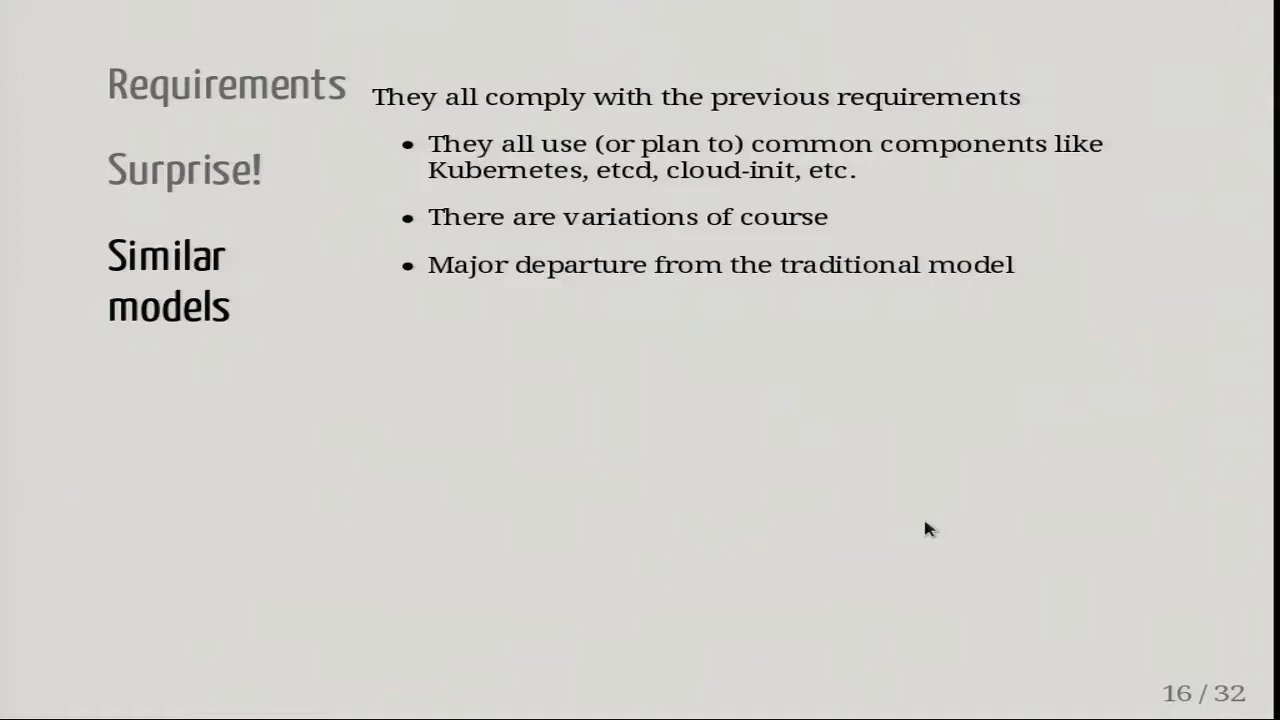 Requirements
Surprise!
Similar
models
They all comply with the previous requirements
• They all use (or plan to) common components like
Kubernetes, etcd, cloud-init, etc.
• There are variations of course
• Major departure from the traditional model
16 / 32